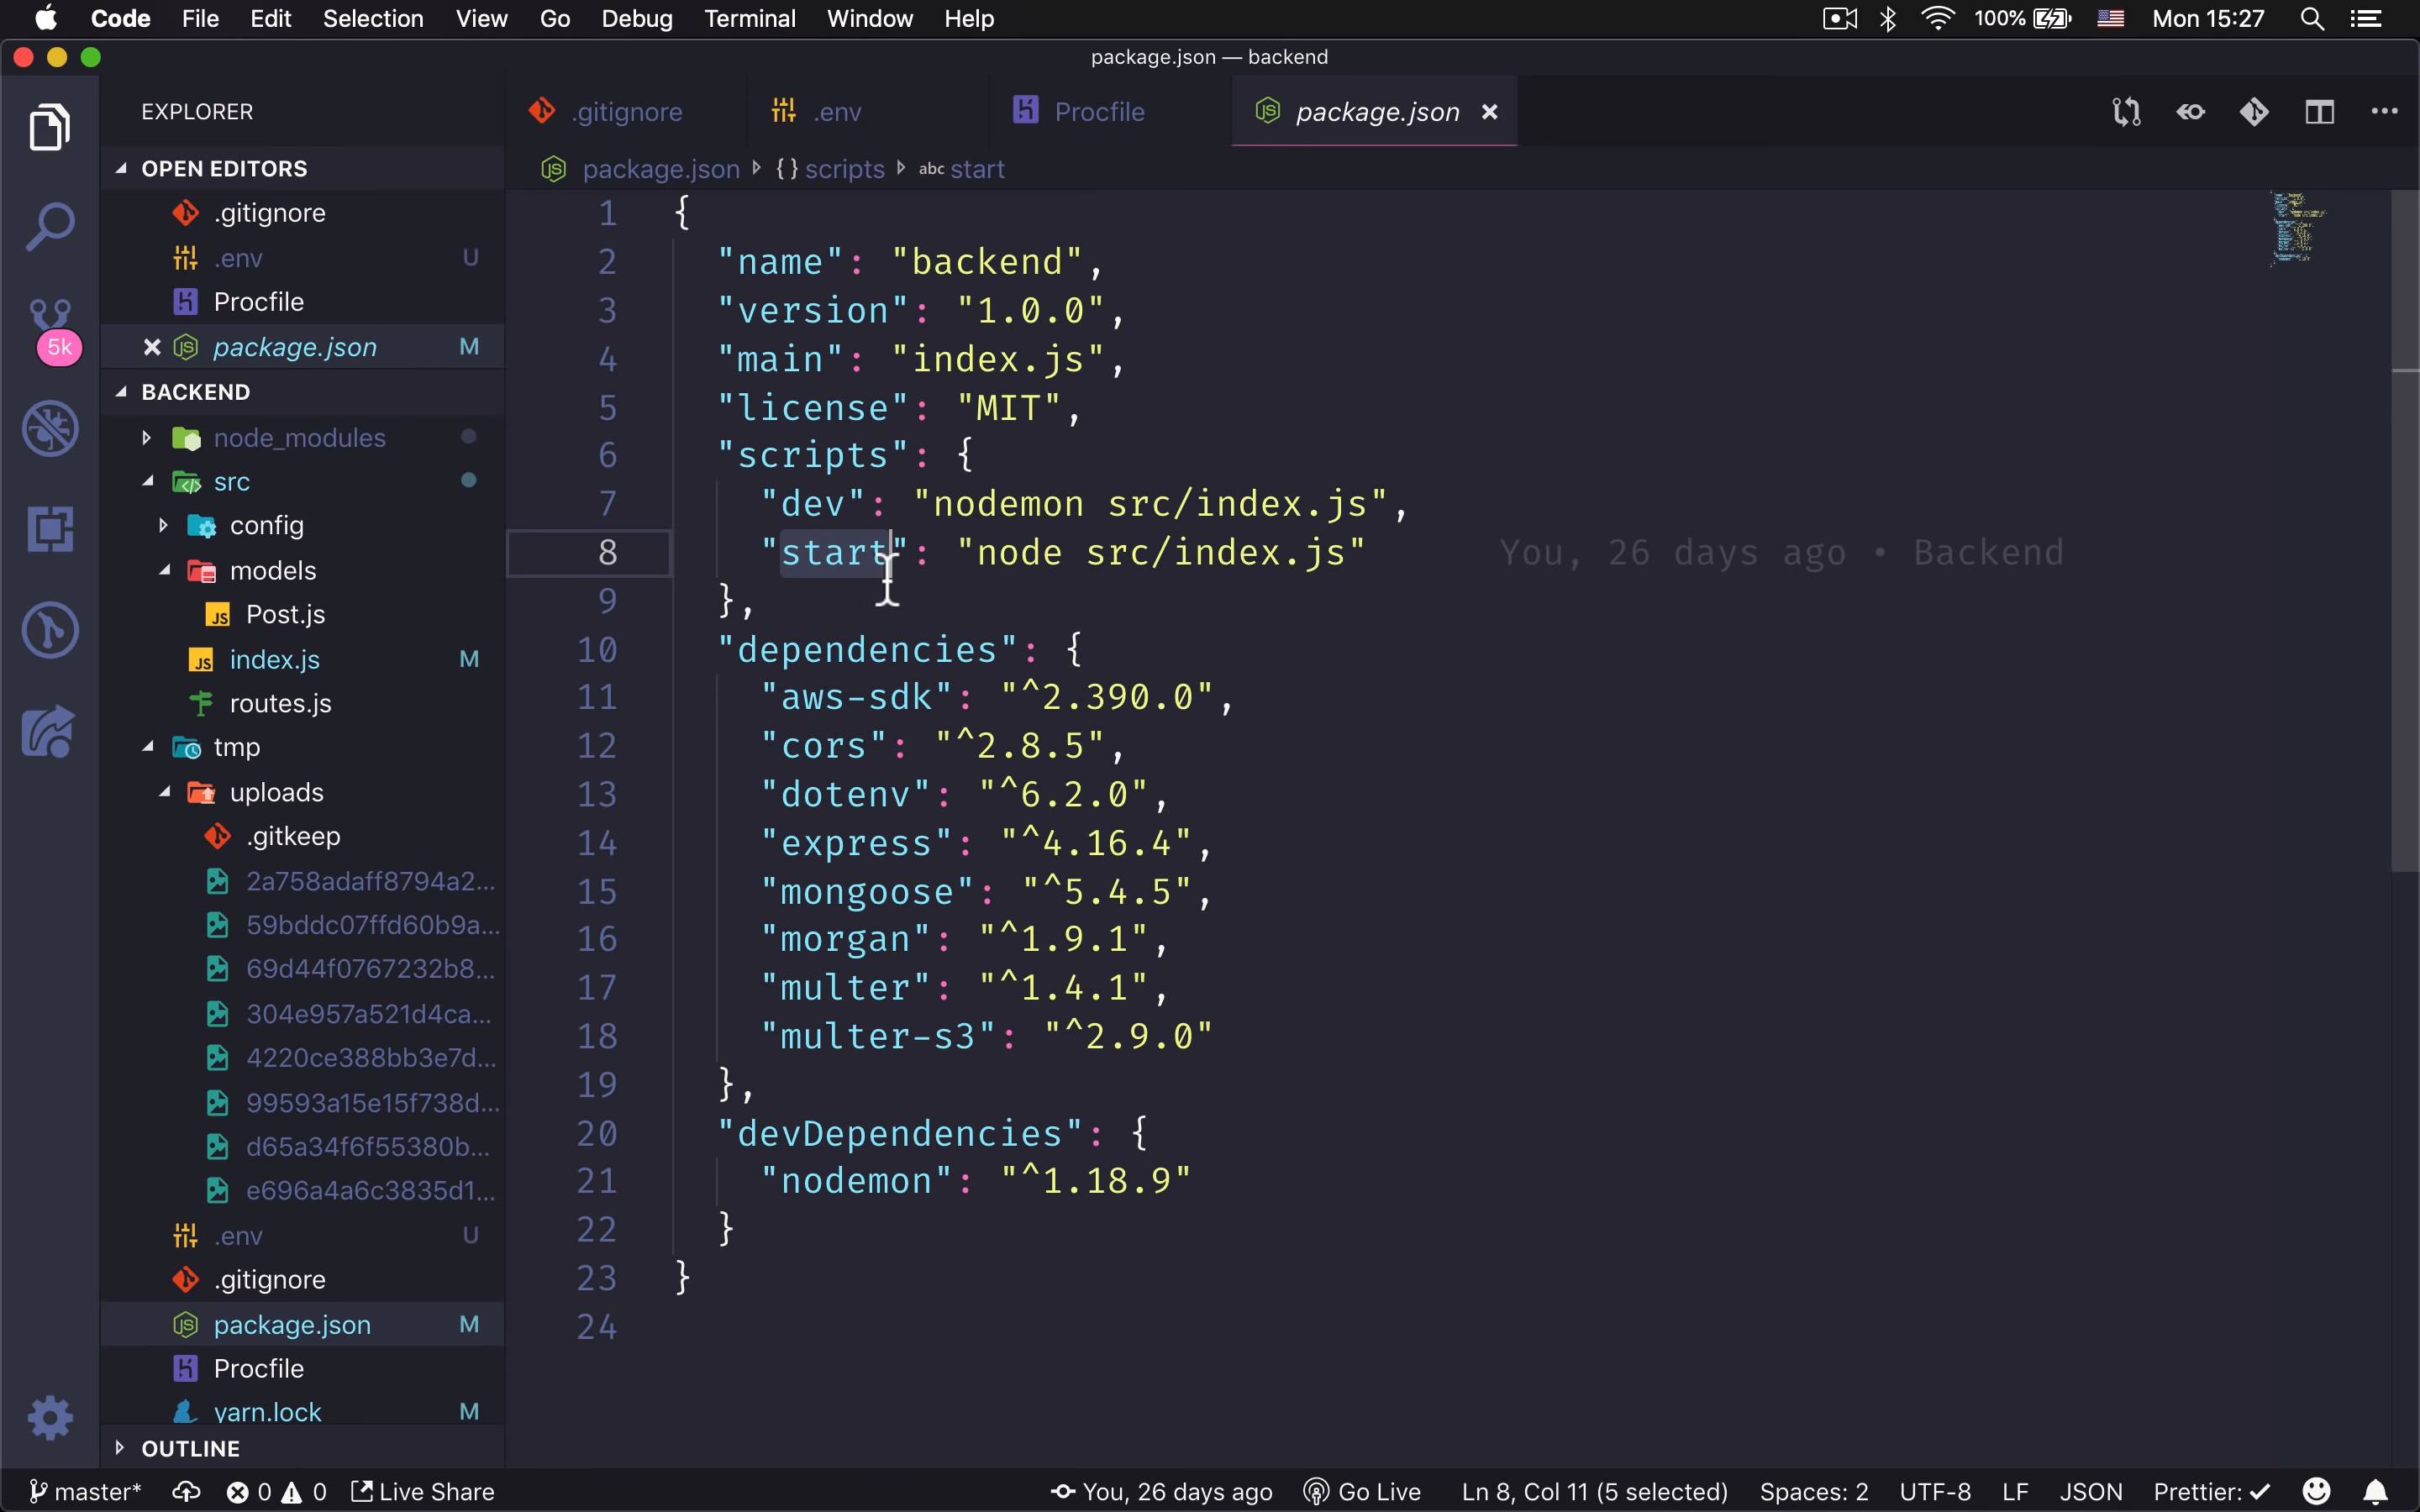 Code File Edit Selection View Go Debug Terminal Window Help 100% Mon 15:27
package.json — backend
EXPLORER
OPEN EDITORS
.gitignore
.env U
Procfile
package.json M
BACKEND
node_modules
src
config
models
Post.js
index.js M
routes.js
tmp
uploads
.gitkeep
2a758adaff8794a2...
59bddc07ffd60b9a...
69d44f0767232b8...
304e957a521d4ca...
4220ce388bb3e7d...
99593a15e15f738d...
d65a34f6f55380b...
e696a4a6c3835d1...
.env U
.gitignore
package.json M
Procfile
yarn.lock M
OUTLINE
5k
.gitignore .env Procfile package.json
package.json {} scripts abc start
1 {
2 "name": "backend",
3 "version": "1.0.0",
4 "main": "index.js",
5 "license": "MIT",
6 "scripts": {
7 "dev": "nodemon src/index.js",
8 "start": "node src/index.js" You, 26 days ago • Backend
9 },
10 "dependencies": {
11 "aws-sdk": "^2.390.0",
12 "cors": "^2.8.5",
13 "dotenv": "^6.2.0",
14 "express": "^4.16.4",
15 "mongoose": "^5.4.5",
16 "morgan": "^1.9.1",
17 "multer": "^1.4.1",
18 "multer-s3": "^2.9.0"
19 },
20 "devDependencies": {
21 "nodemon": "^1.18.9"
22 }
23 }
24
master* 0 0 Live Share You, 26 days ago Go Live Ln 8, Col 11 (5 selected) Spaces: 2 UTF-8 LF JSON Prettier: ✓